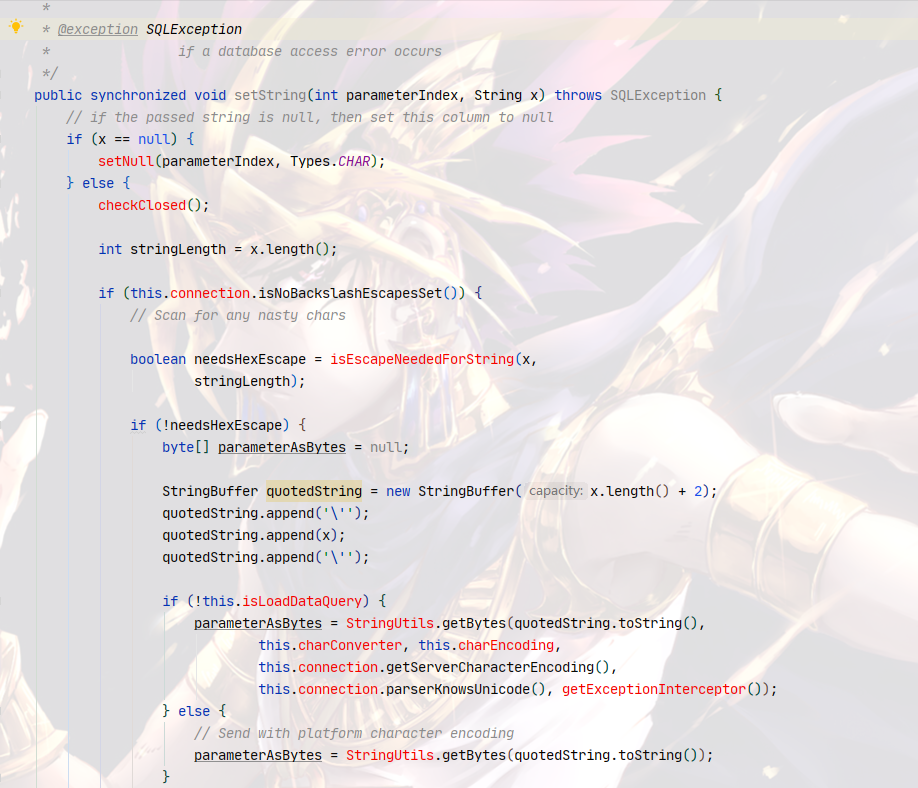 *
* @exception SQLException
*                if a database access error occurs
*/
public synchronized void setString(int parameterIndex, String x) throws SQLException {
    // if the passed string is null, then set this column to null
    if (x == null) {
        setNull(parameterIndex, Types.CHAR);
    } else {
        checkClosed();

        int stringLength = x.length();

        if (this.connection.isNoBackslashEscapesSet()) {
            // Scan for any nasty chars

            boolean needsHexEscape = isEscapeNeededForString(x,
                    stringLength);

            if (!needsHexEscape) {
                byte[] parameterAsBytes = null;

                StringBuffer quotedString = new StringBuffer( capacity: x.length() + 2);
                quotedString.append('\'');
                quotedString.append(x);
                quotedString.append('\'');

                if (!this.isLoadDataQuery) {
                    parameterAsBytes = StringUtils.getBytes(quotedString.toString(),
                            this.charConverter, this.charEncoding,
                            this.connection.getServerCharacterEncoding(),
                            this.connection.parserKnowsUnicode(), getExceptionInterceptor());
                } else {
                    // Send with platform character encoding
                    parameterAsBytes = StringUtils.getBytes(quotedString.toString());
                }